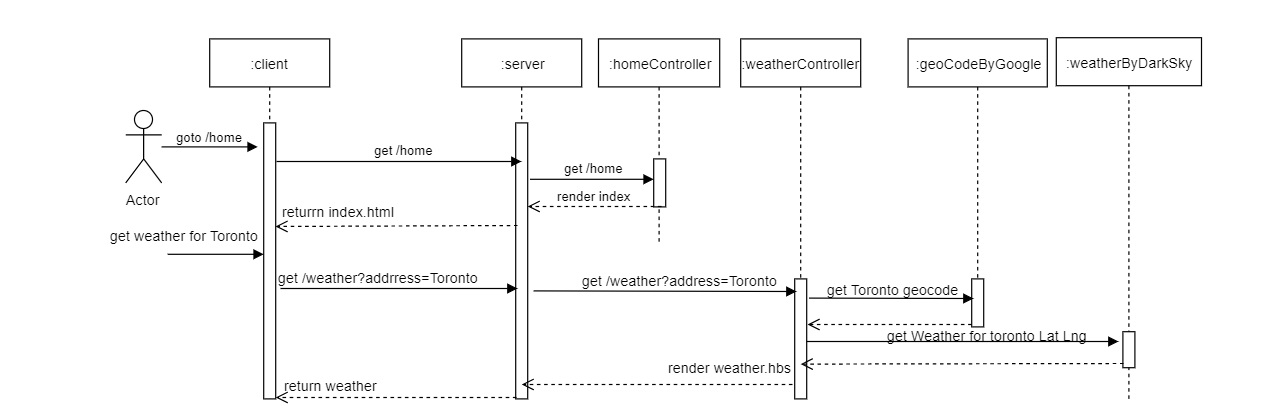 :client
:server
:homeController
:weatherController
:geoCodeByGoogle
:weatherByDarkSky
goto /home
get /home
get /home
Actor
render index
returrn index.html
get weather for Toronto
get /weather?addrress=Toronto
get /weather?address=Toronto
get Toronto geocode
get Weather for toronto Lat Lng
render weather.hbs
return weather